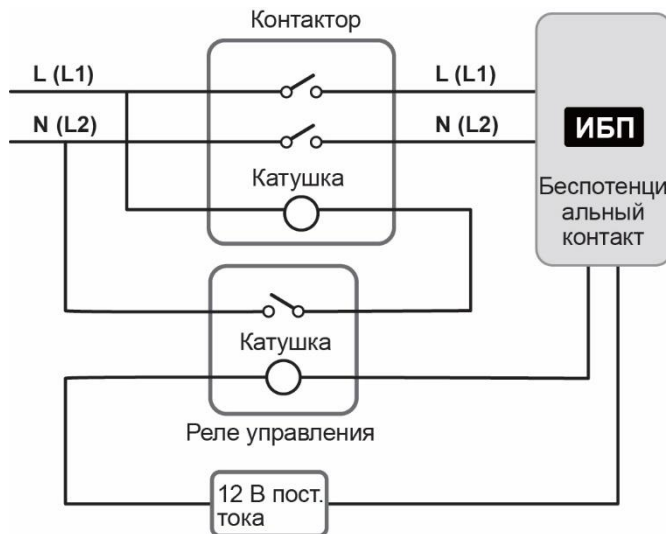 Контактор
L (L1)
L (L1)
N (L2)
N (L2)
ИБП
Катушка
Беспотенци
альный
контакт
Катушка
Реле управления
12 В пост.
тока